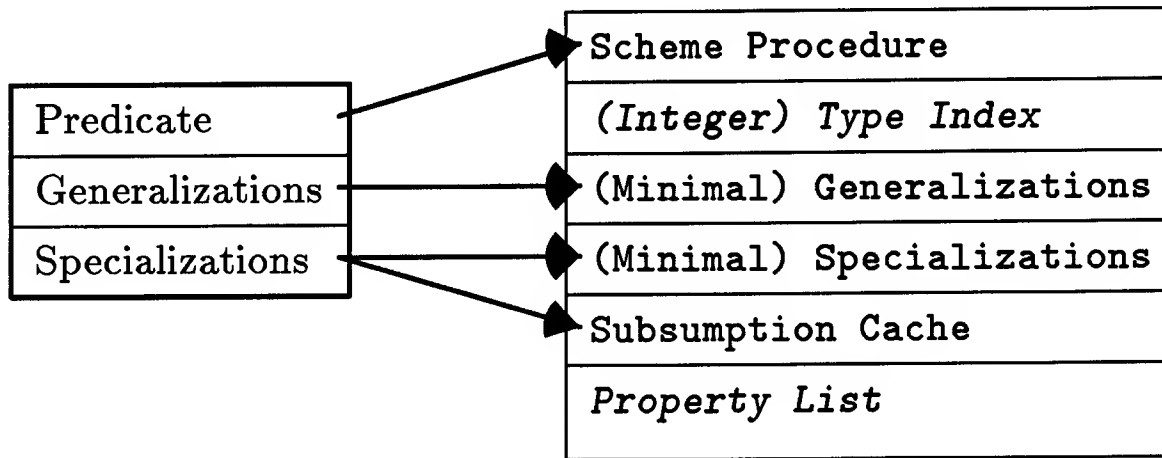 Predicate
Generalizations
Specializations
Scheme Procedure
(Integer) Type Index
(Minimal) Generalizations
(Minimal) Specializations
Subsumption Cache
Property List